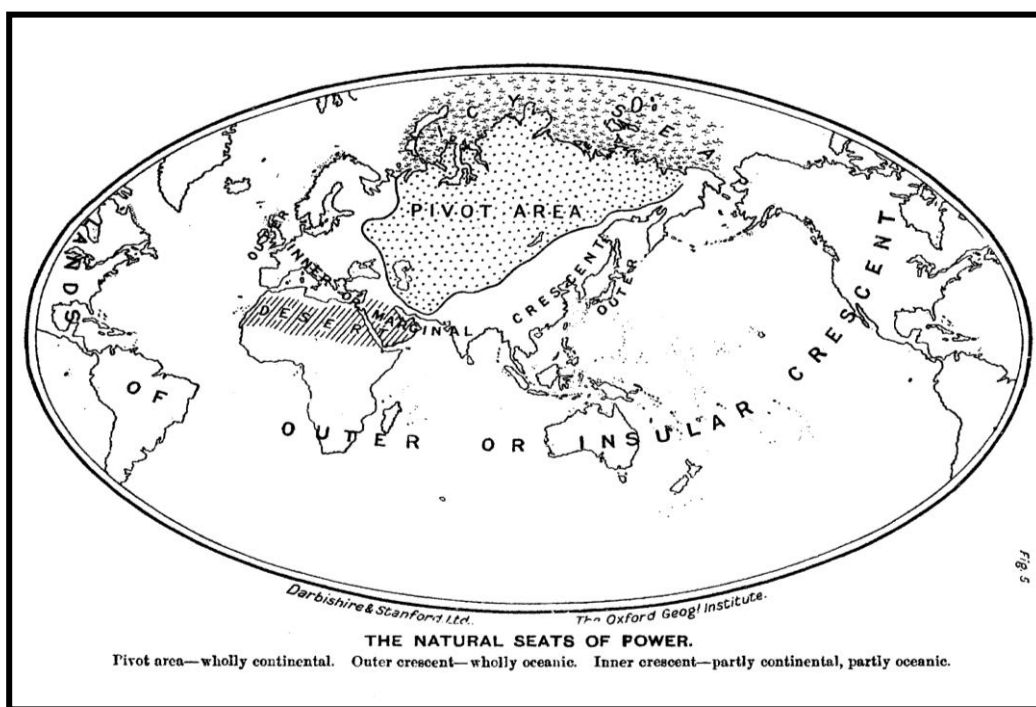 ICY SEA
PIVOT AREA
LANDS OF OUTER OR INSULAR CRESCENT
OUTER
INNER OR MARGINAL CRESCENT
OUTER
DESERT
Fig. 5
Darbishire & Stanford Ltd.
The Oxford Geogl Institute.
THE NATURAL SEATS OF POWER.
Pivot area—wholly continental. Outer crescent—wholly oceanic. Inner crescent—partly continental, partly oceanic.